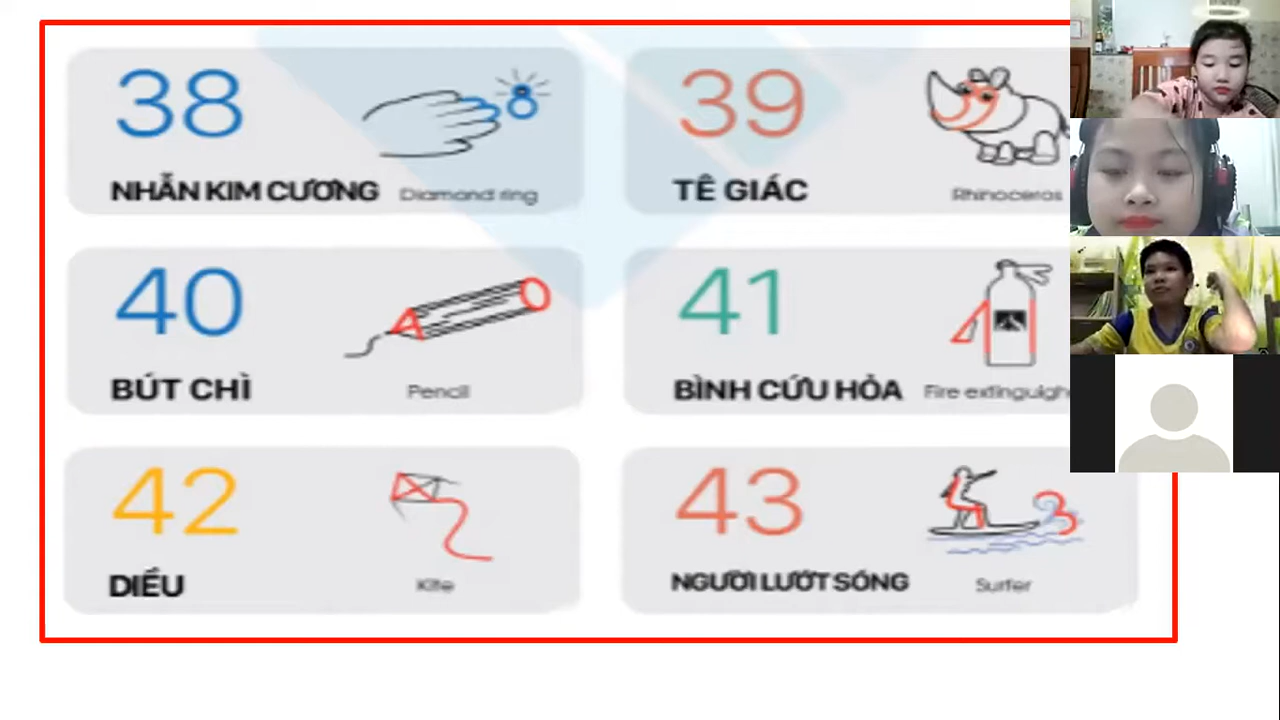 38
NHẪN KIM CƯƠNG Diamond ring
39
TÊ GIÁC Rhinoceros
40
BÚT CHÌ Pencil
41
BÌNH CỨU HỎA
Fire
42
DIỀU Kite
43
NGƯỜI LƯỚT SÓNG Surfer